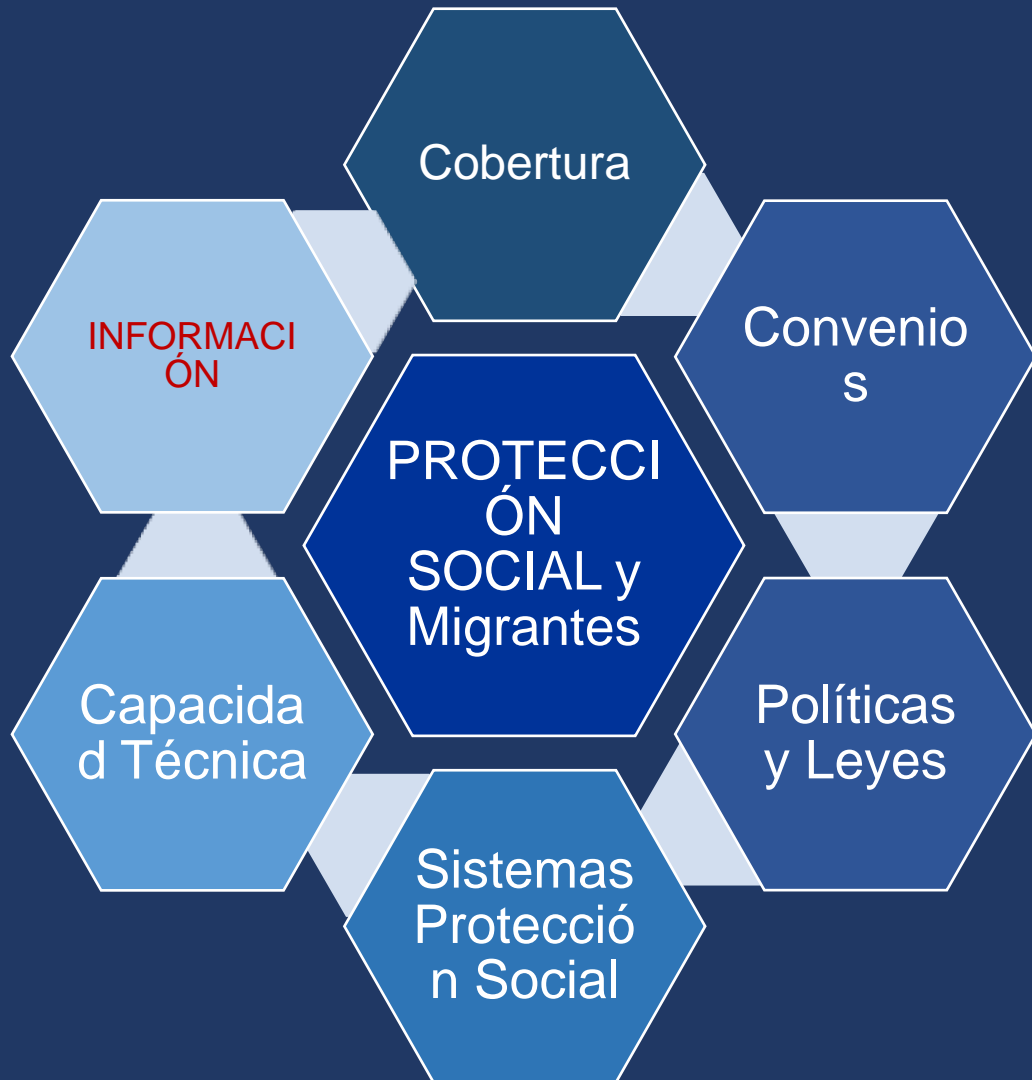 Cobertura
Convenio
s
Políticas
y Leyes
Sistemas
Protecció
n Social
Capacida
d Técnica
INFORMACI
ÓN
PROTECCI
ÓN
SOCIAL y
Migrantes